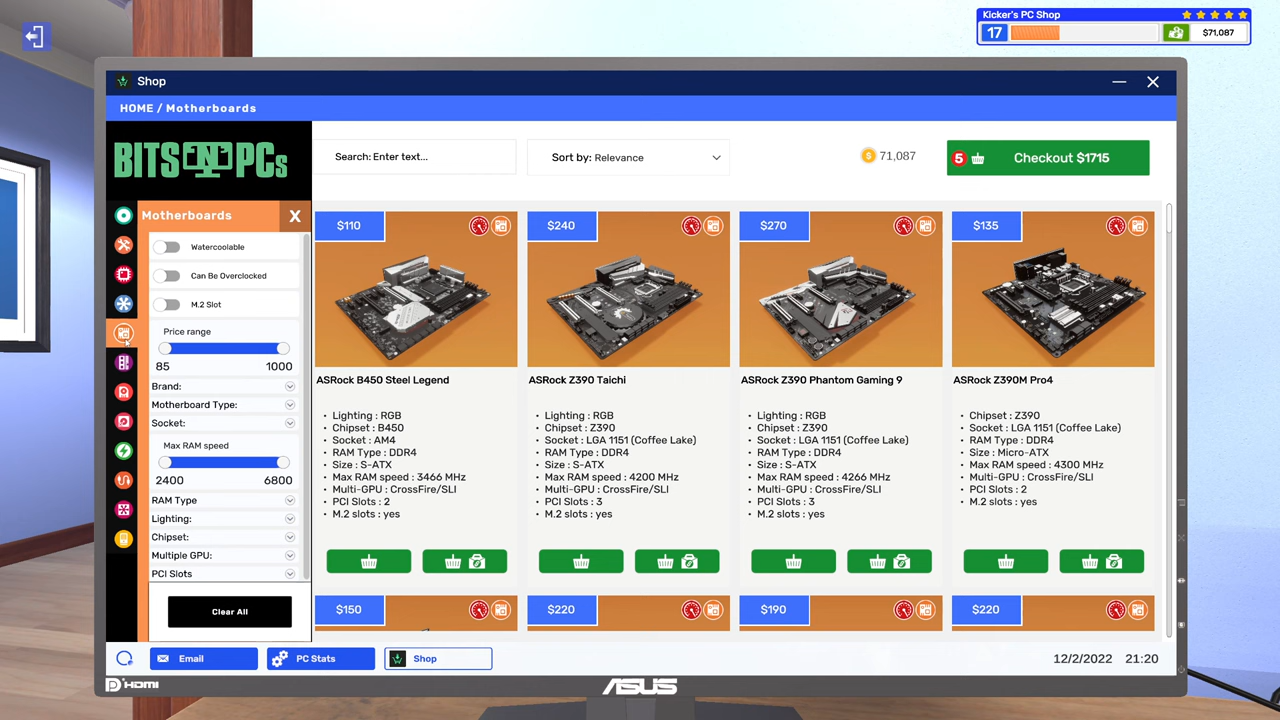 Kicker's PC Shop
17
$71,087
Shop
HOME / Motherboards
BITS N PCs
Search: Enter text...
Sort by: Relevance
71,087
5
Checkout $1715
Motherboards
X
Watercoolable
Can Be Overclocked
M.2 Slot
Price range
85 1000
Brand:
Motherboard Type:
Socket:
Max RAM speed
2400 6800
RAM Type
Lighting:
Chipset:
Multiple GPU:
PCI Slots
Clear All
$110
ASRock B450 Steel Legend
• Lighting : RGB
• Chipset : B450
• Socket : AM4
• RAM Type : DDR4
• Size : S-ATX
• Max RAM speed : 3466 MHz
• Multi-GPU : CrossFire/SLI
• PCI Slots : 2
• M.2 slots : yes
$240
ASRock Z390 Taichi
• Lighting : RGB
• Chipset : Z390
• Socket : LGA 1151 (Coffee Lake)
• RAM Type : DDR4
• Size : S-ATX
• Max RAM speed : 4200 MHz
• Multi-GPU : CrossFire/SLI
• PCI Slots : 3
• M.2 slots : yes
$270
ASRock Z390 Phantom Gaming 9
• Lighting : RGB
• Chipset : Z390
• Socket : LGA 1151 (Coffee Lake)
• RAM Type : DDR4
• Size : S-ATX
• Max RAM speed : 4266 MHz
• Multi-GPU : CrossFire/SLI
• PCI Slots : 3
• M.2 slots : yes
$135
ASRock Z390M Pro4
• Chipset : Z390
• Socket : LGA 1151 (Coffee Lake)
• RAM Type : DDR4
• Size : Micro-ATX
• Max RAM speed : 4300 MHz
• Multi-GPU : CrossFire/SLI
• PCI Slots : 2
• M.2 slots : yes
$150
$220
$190
$220
Email
PC Stats
Shop
12/2/2022 21:20
HDMI
ASUS